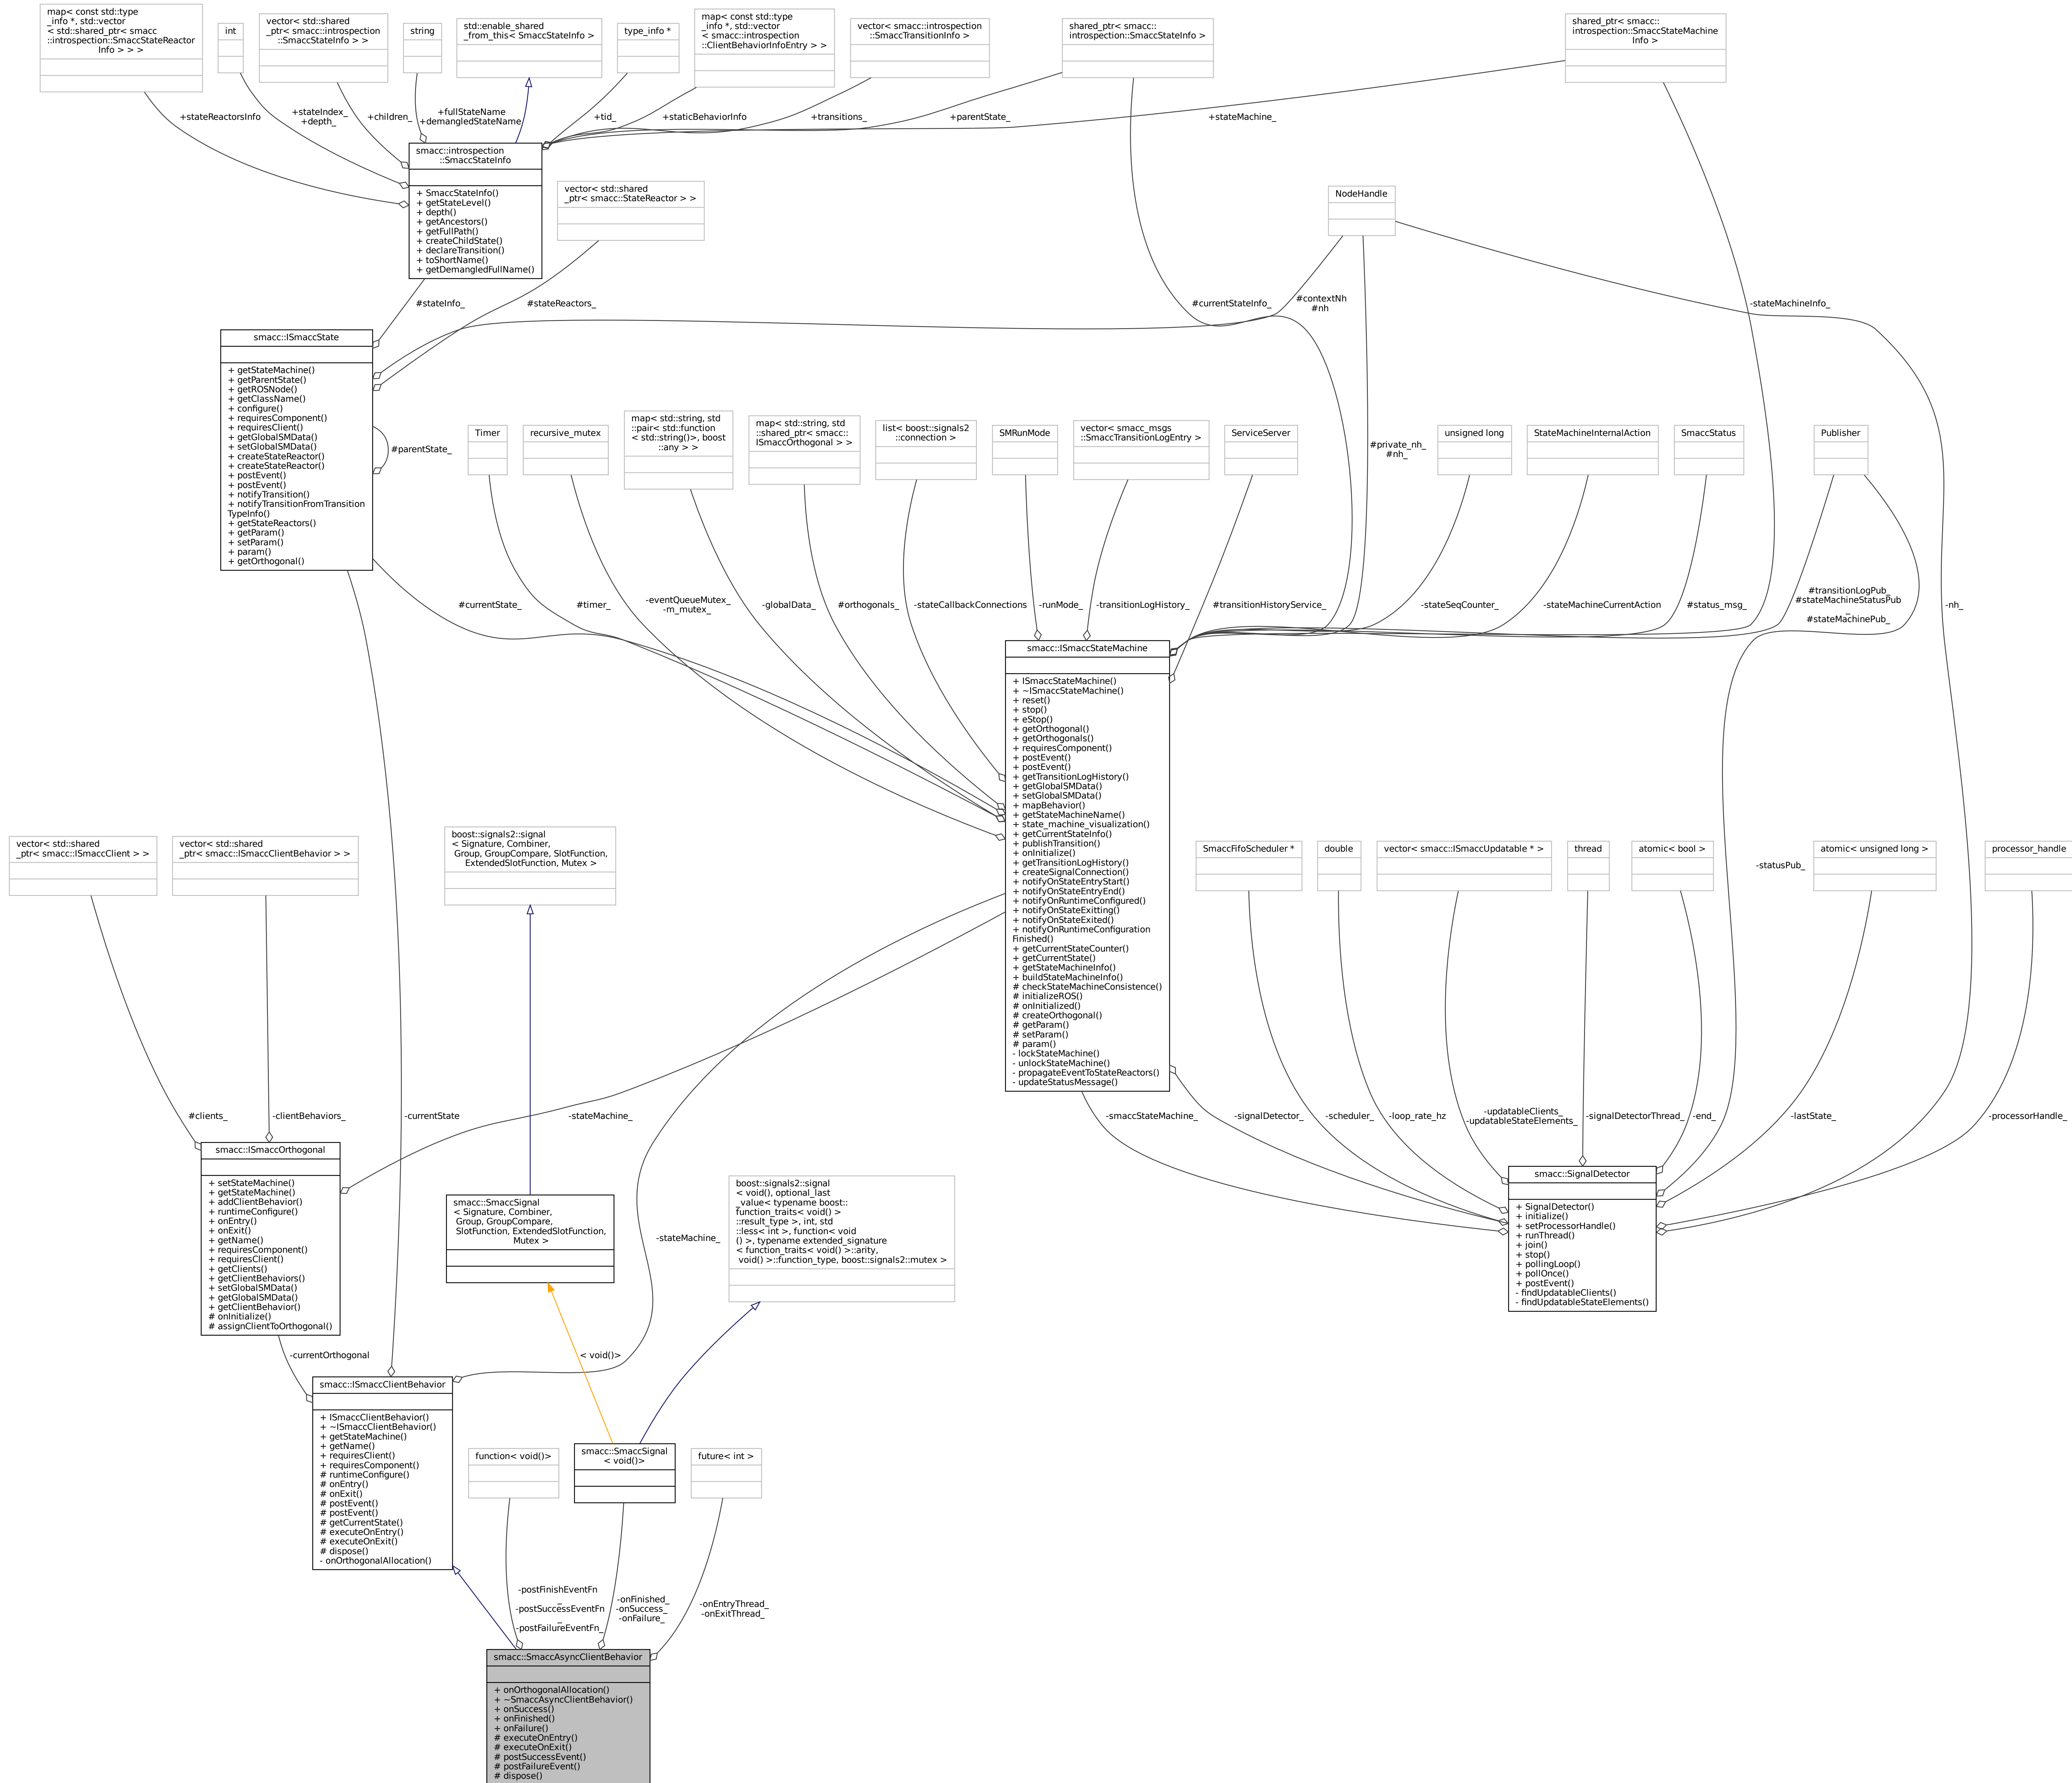 map< const std::type
_info *, std::vector
< std::shared_ptr< smacc
::introspection::SmaccStateReactor
Info > > >
int
vector< std::shared
_ptr< smacc::introspection
::SmaccStateInfo > >
string
std::enable_shared
_from_this< SmaccStateInfo >
type_info *
map< const std::type
_info *, std::vector
< smacc::introspection
::ClientBehaviorInfoEntry > >
vector< smacc::introspection
::SmaccTransitionInfo >
shared_ptr< smacc::
introspection::SmaccStateInfo >
shared_ptr< smacc::
introspection::SmaccStateMachine
Info >
+stateReactorsInfo
+stateIndex_
+depth_
+children_
+fullStateName
+demangledStateName
+tid_
+staticBehaviorInfo
+transitions_
+parentState_
+stateMachine_
smacc::introspection
::SmaccStateInfo
+ SmaccStateInfo()
+ getStateLevel()
+ depth()
+ getAncestors()
+ getFullPath()
+ createChildState()
+ declareTransition()
+ toShortName()
+ getDemangledFullName()
vector< std::shared
_ptr< smacc::StateReactor > >
NodeHandle
#stateInfo_
#stateReactors_
#currentStateInfo_
#contextNh
#nh
-stateMachineInfo_
smacc::ISmaccState
+ getStateMachine()
+ getParentState()
+ getROSNode()
+ getClassName()
+ configure()
+ requiresComponent()
+ requiresClient()
+ getGlobalSMData()
+ setGlobalSMData()
+ createStateReactor()
+ createStateReactor()
+ postEvent()
+ postEvent()
+ notifyTransition()
+ notifyTransitionFromTransition
TypeInfo()
+ getStateReactors()
+ getParam()
+ setParam()
+ param()
+ getOrthogonal()
#parentState_
Timer
recursive_mutex
map< std::string, std
::pair< std::function
< std::string()>, boost
::any > >
map< std::string, std
::shared_ptr< smacc::
ISmaccOrthogonal > >
list< boost::signals2
::connection >
SMRunMode
vector< smacc_msgs
::SmaccTransitionLogEntry >
ServiceServer
#private_nh_
#nh_
unsigned long
StateMachineInternalAction
SmaccStatus
Publisher
#currentState_
#timer_
-eventQueueMutex_
-m_mutex_
-globalData_
#orthogonals_
-stateCallbackConnections
-runMode_
-transitionLogHistory_
#transitionHistoryService_
-stateSeqCounter_
-stateMachineCurrentAction
#status_msg_
#transitionLogPub_
#stateMachineStatusPub
_
#stateMachinePub_
-nh_
smacc::ISmaccStateMachine
+ ISmaccStateMachine()
+ ~ISmaccStateMachine()
+ reset()
+ stop()
+ eStop()
+ getOrthogonal()
+ getOrthogonals()
+ requiresComponent()
+ postEvent()
+ postEvent()
+ getTransitionLogHistory()
+ getGlobalSMData()
+ setGlobalSMData()
+ mapBehavior()
+ getStateMachineName()
+ state_machine_visualization()
+ getCurrentStateInfo()
+ publishTransition()
+ onInitialize()
+ getTransitionLogHistory()
+ createSignalConnection()
+ notifyOnStateEntryStart()
+ notifyOnStateEntryEnd()
+ notifyOnRuntimeConfigured()
+ notifyOnStateExitting()
+ notifyOnStateExited()
+ notifyOnRuntimeConfiguration
Finished()
+ getCurrentStateCounter()
+ getCurrentState()
+ getStateMachineInfo()
+ buildStateMachineInfo()
# checkStateMachineConsistence()
# initializeROS()
# onInitialized()
# createOrthogonal()
# getParam()
# setParam()
# param()
- lockStateMachine()
- unlockStateMachine()
- propagateEventToStateReactors()
- updateStatusMessage()
vector< std::shared
_ptr< smacc::ISmaccClient > >
vector< std::shared
_ptr< smacc::ISmaccClientBehavior > >
boost::signals2::signal
< Signature, Combiner,
Group, GroupCompare, SlotFunction,
ExtendedSlotFunction, Mutex >
SmaccFifoScheduler *
double
vector< smacc::ISmaccUpdatable * >
thread
atomic< bool >
-statusPub_
atomic< unsigned long >
processor_handle
#clients_
-clientBehaviors_
-currentState
-stateMachine_
-smaccStateMachine_
-signalDetector_
-scheduler_
-loop_rate_hz
-updatableClients_
-updatableStateElements_
-signalDetectorThread_
-end_
-lastState_
-processorHandle_
smacc::ISmaccOrthogonal
+ setStateMachine()
+ getStateMachine()
+ addClientBehavior()
+ runtimeConfigure()
+ onEntry()
+ onExit()
+ getName()
+ requiresComponent()
+ requiresClient()
+ getClients()
+ getClientBehaviors()
+ setGlobalSMData()
+ getGlobalSMData()
+ getClientBehavior()
# onInitialize()
# assignClientToOrthogonal()
smacc::SmaccSignal
< Signature, Combiner,
Group, GroupCompare,
SlotFunction, ExtendedSlotFunction,
Mutex >
-stateMachine_
boost::signals2::signal
< void(), optional_last
_value< typename boost::
function_traits< void() >
::result_type >, int, std
::less< int >, function< void
() >, typename extended_signature
< function_traits< void() >::arity,
void() >::function_type, boost::signals2::mutex >
smacc::SignalDetector
+ SignalDetector()
+ initialize()
+ setProcessorHandle()
+ runThread()
+ join()
+ stop()
+ pollingLoop()
+ pollOnce()
+ postEvent()
- findUpdatableClients()
- findUpdatableStateElements()
-currentOrthogonal
< void()>
smacc::ISmaccClientBehavior
+ ISmaccClientBehavior()
+ ~ISmaccClientBehavior()
+ getStateMachine()
+ getName()
+ requiresClient()
+ requiresComponent()
# runtimeConfigure()
# onEntry()
# onExit()
# postEvent()
# postEvent()
# getCurrentState()
# executeOnEntry()
# executeOnExit()
# dispose()
- onOrthogonalAllocation()
function< void()>
smacc::SmaccSignal
< void()>
future< int >
-postFinishEventFn
_
-postSuccessEventFn
_
-postFailureEventFn_
-onFinished_
-onSuccess_
-onFailure_
-onEntryThread_
-onExitThread_
smacc::SmaccAsyncClientBehavior
+ onOrthogonalAllocation()
+ ~SmaccAsyncClientBehavior()
+ onSuccess()
+ onFinished()
+ onFailure()
# executeOnEntry()
# executeOnExit()
# postSuccessEvent()
# postFailureEvent()
# dispose()